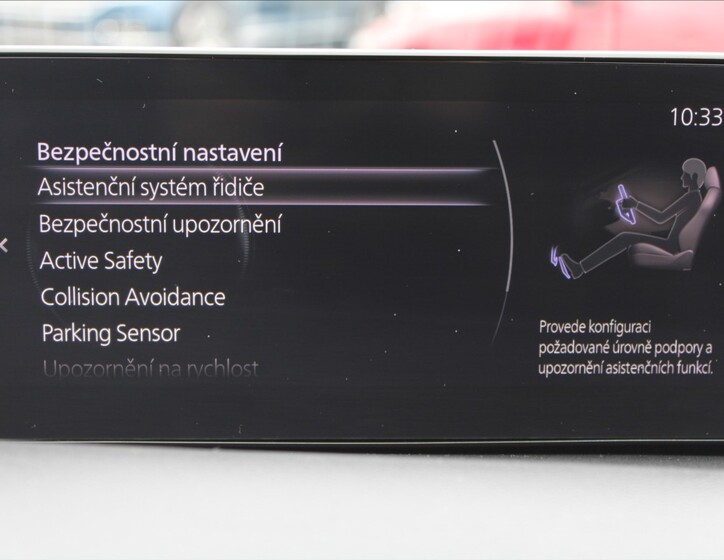 10:33
Bezpečnostní nastavení
Asistenční systém řidiče
Bezpečnostní upozornění
Active Safety
Collision Avoidance
Parking Sensor
Upozornění na rychlost
Provede konfiguraci
požadované úrovně podpory a
upozornění asistenčních funkcí.